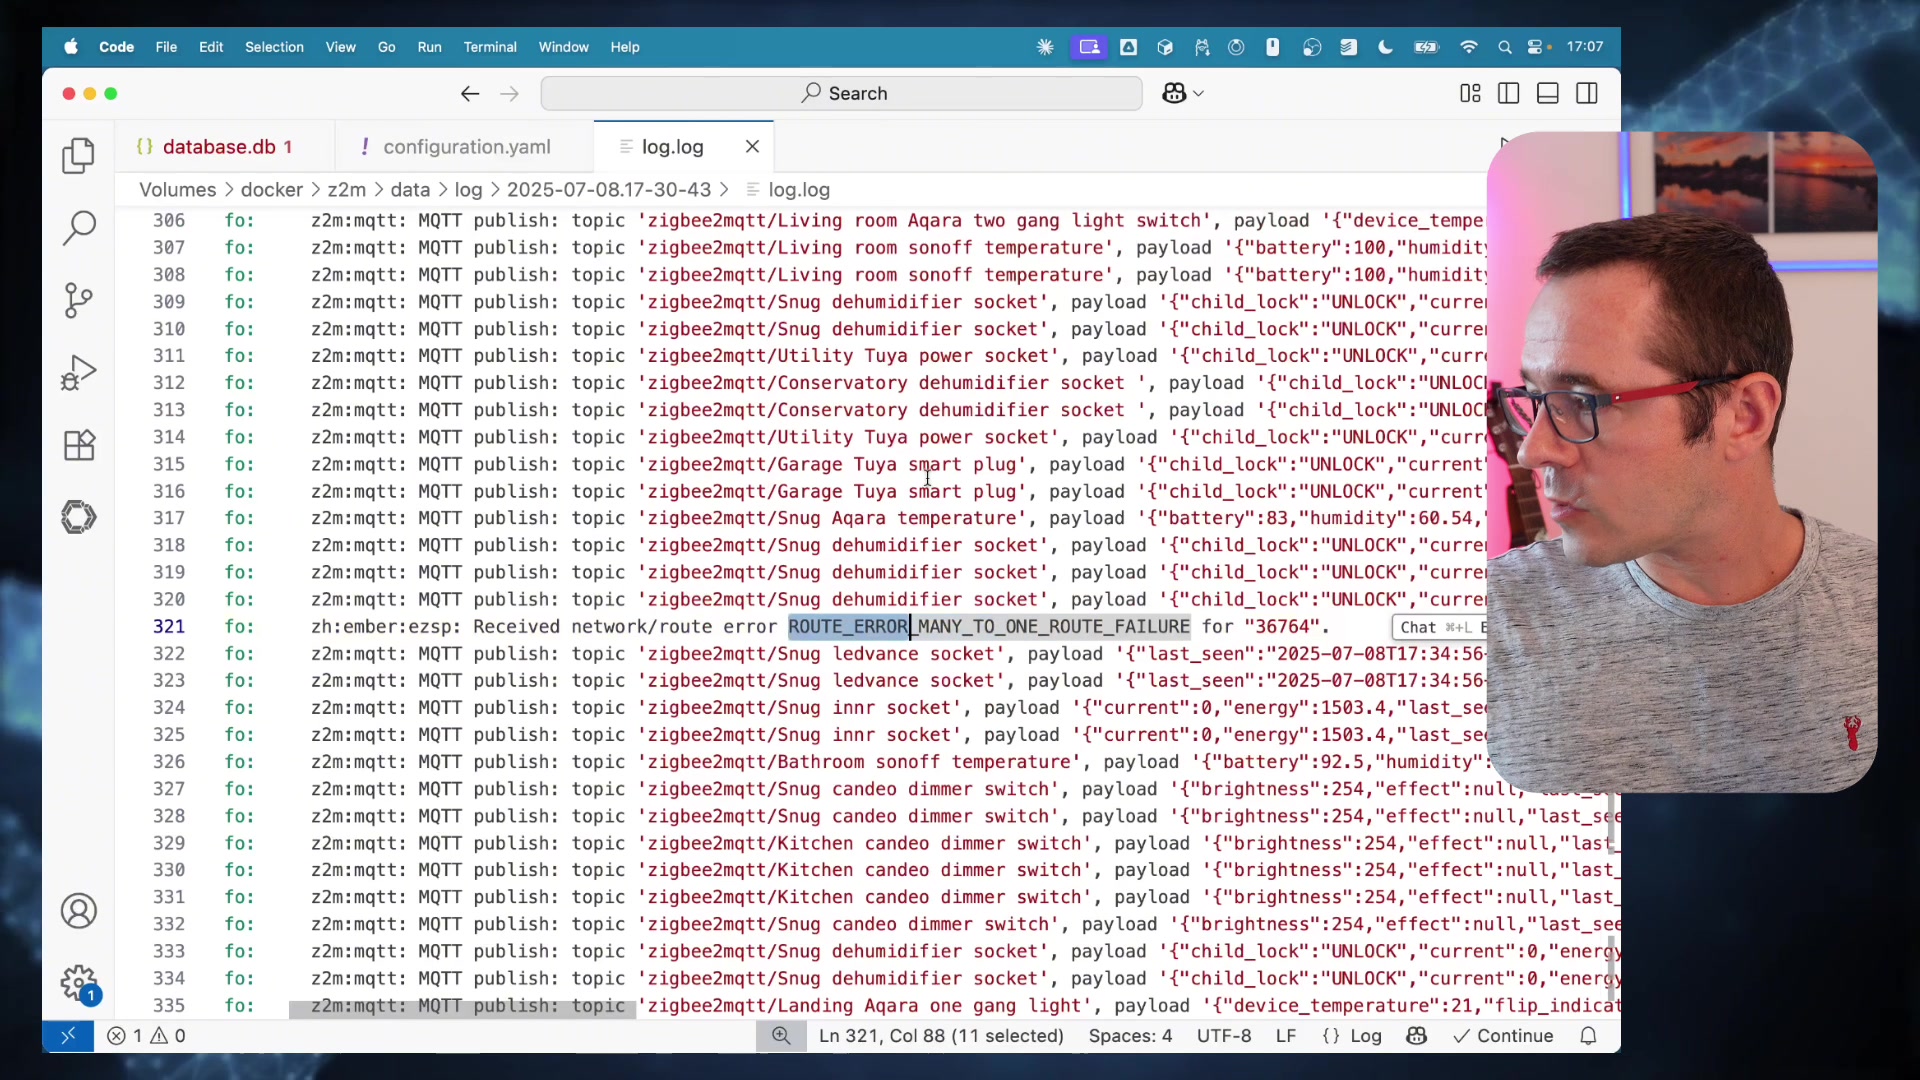 Code File Edit Selection View Go Run Terminal Window Help 17:07
Search
database.db 1 configuration.yaml log.log
Volumes > docker > z2m > data > log > 2025-07-08.17-30-43 > log.log
306 fo: z2m:mqtt: MQTT publish: topic 'zigbee2mqtt/Living room Aqara two gang light switch', payload '{"device_tempe
307 fo: z2m:mqtt: MQTT publish: topic 'zigbee2mqtt/Living room sonoff temperature', payload '{"battery":100,"humidity
308 fo: z2m:mqtt: MQTT publish: topic 'zigbee2mqtt/Living room sonoff temperature', payload '{"battery":100,"humidity
309 fo: z2m:mqtt: MQTT publish: topic 'zigbee2mqtt/Snug dehumidifier socket', payload '{"child_lock":"UNLOCK","curre
310 fo: z2m:mqtt: MQTT publish: topic 'zigbee2mqtt/Snug dehumidifier socket', payload '{"child_lock":"UNLOCK","curre
311 fo: z2m:mqtt: MQTT publish: topic 'zigbee2mqtt/Utility Tuya power socket', payload '{"child_lock":"UNLOCK","curre
312 fo: z2m:mqtt: MQTT publish: topic 'zigbee2mqtt/Conservatory dehumidifier socket ', payload '{"child_lock":"UNLOCK
313 fo: z2m:mqtt: MQTT publish: topic 'zigbee2mqtt/Conservatory dehumidifier socket ', payload '{"child_lock":"UNLOCK
314 fo: z2m:mqtt: MQTT publish: topic 'zigbee2mqtt/Utility Tuya power socket', payload '{"child_lock":"UNLOCK","curre
315 fo: z2m:mqtt: MQTT publish: topic 'zigbee2mqtt/Garage Tuya smart plug', payload '{"child_lock":"UNLOCK","current"
316 fo: z2m:mqtt: MQTT publish: topic 'zigbee2mqtt/Garage Tuya smart plug', payload '{"child_lock":"UNLOCK","current"
317 fo: z2m:mqtt: MQTT publish: topic 'zigbee2mqtt/Snug Aqara temperature', payload '{"battery":83,"humidity":60.54,"
318 fo: z2m:mqtt: MQTT publish: topic 'zigbee2mqtt/Snug dehumidifier socket', payload '{"child_lock":"UNLOCK","curre
319 fo: z2m:mqtt: MQTT publish: topic 'zigbee2mqtt/Snug dehumidifier socket', payload '{"child_lock":"UNLOCK","curre
320 fo: z2m:mqtt: MQTT publish: topic 'zigbee2mqtt/Snug dehumidifier socket', payload '{"child_lock":"UNLOCK","curre
321 fo: zh:ember:ezsp: Received network/route error ROUTE_ERROR_MANY_TO_ONE_ROUTE_FAILURE for "36764". Chat ⌘+L E
322 fo: z2m:mqtt: MQTT publish: topic 'zigbee2mqtt/Snug ledvance socket', payload '{"last_seen":"2025-07-08T17:34:56-
323 fo: z2m:mqtt: MQTT publish: topic 'zigbee2mqtt/Snug ledvance socket', payload '{"last_seen":"2025-07-08T17:34:56-
324 fo: z2m:mqtt: MQTT publish: topic 'zigbee2mqtt/Snug innr socket', payload '{"current":0,"energy":1503.4,"last_see
325 fo: z2m:mqtt: MQTT publish: topic 'zigbee2mqtt/Snug innr socket', payload '{"current":0,"energy":1503.4,"last_see
326 fo: z2m:mqtt: MQTT publish: topic 'zigbee2mqtt/Bathroom sonoff temperature', payload '{"battery":92.5,"humidity":
327 fo: z2m:mqtt: MQTT publish: topic 'zigbee2mqtt/Snug candeo dimmer switch', payload '{"brightness":254,"effect":null,"last_see
328 fo: z2m:mqtt: MQTT publish: topic 'zigbee2mqtt/Snug candeo dimmer switch', payload '{"brightness":254,"effect":null,"last_see
329 fo: z2m:mqtt: MQTT publish: topic 'zigbee2mqtt/Kitchen candeo dimmer switch', payload '{"brightness":254,"effect":null,"last_
330 fo: z2m:mqtt: MQTT publish: topic 'zigbee2mqtt/Kitchen candeo dimmer switch', payload '{"brightness":254,"effect":null,"last_
331 fo: z2m:mqtt: MQTT publish: topic 'zigbee2mqtt/Kitchen candeo dimmer switch', payload '{"brightness":254,"effect":null,"last_
332 fo: z2m:mqtt: MQTT publish: topic 'zigbee2mqtt/Snug candeo dimmer switch', payload '{"brightness":254,"effect":null,"last_see
333 fo: z2m:mqtt: MQTT publish: topic 'zigbee2mqtt/Snug dehumidifier socket', payload '{"child_lock":"UNLOCK","current":0,"energy
334 fo: z2m:mqtt: MQTT publish: topic 'zigbee2mqtt/Snug dehumidifier socket', payload '{"child_lock":"UNLOCK","current":0,"energy
335 fo: z2m:mqtt: MQTT publish: topic 'zigbee2mqtt/Landing Aqara one gang light', payload '{"device_temperature":21,"flip_indicat
1 1 0 Ln 321, Col 88 (11 selected) Spaces: 4 UTF-8 LF {} Log Continue